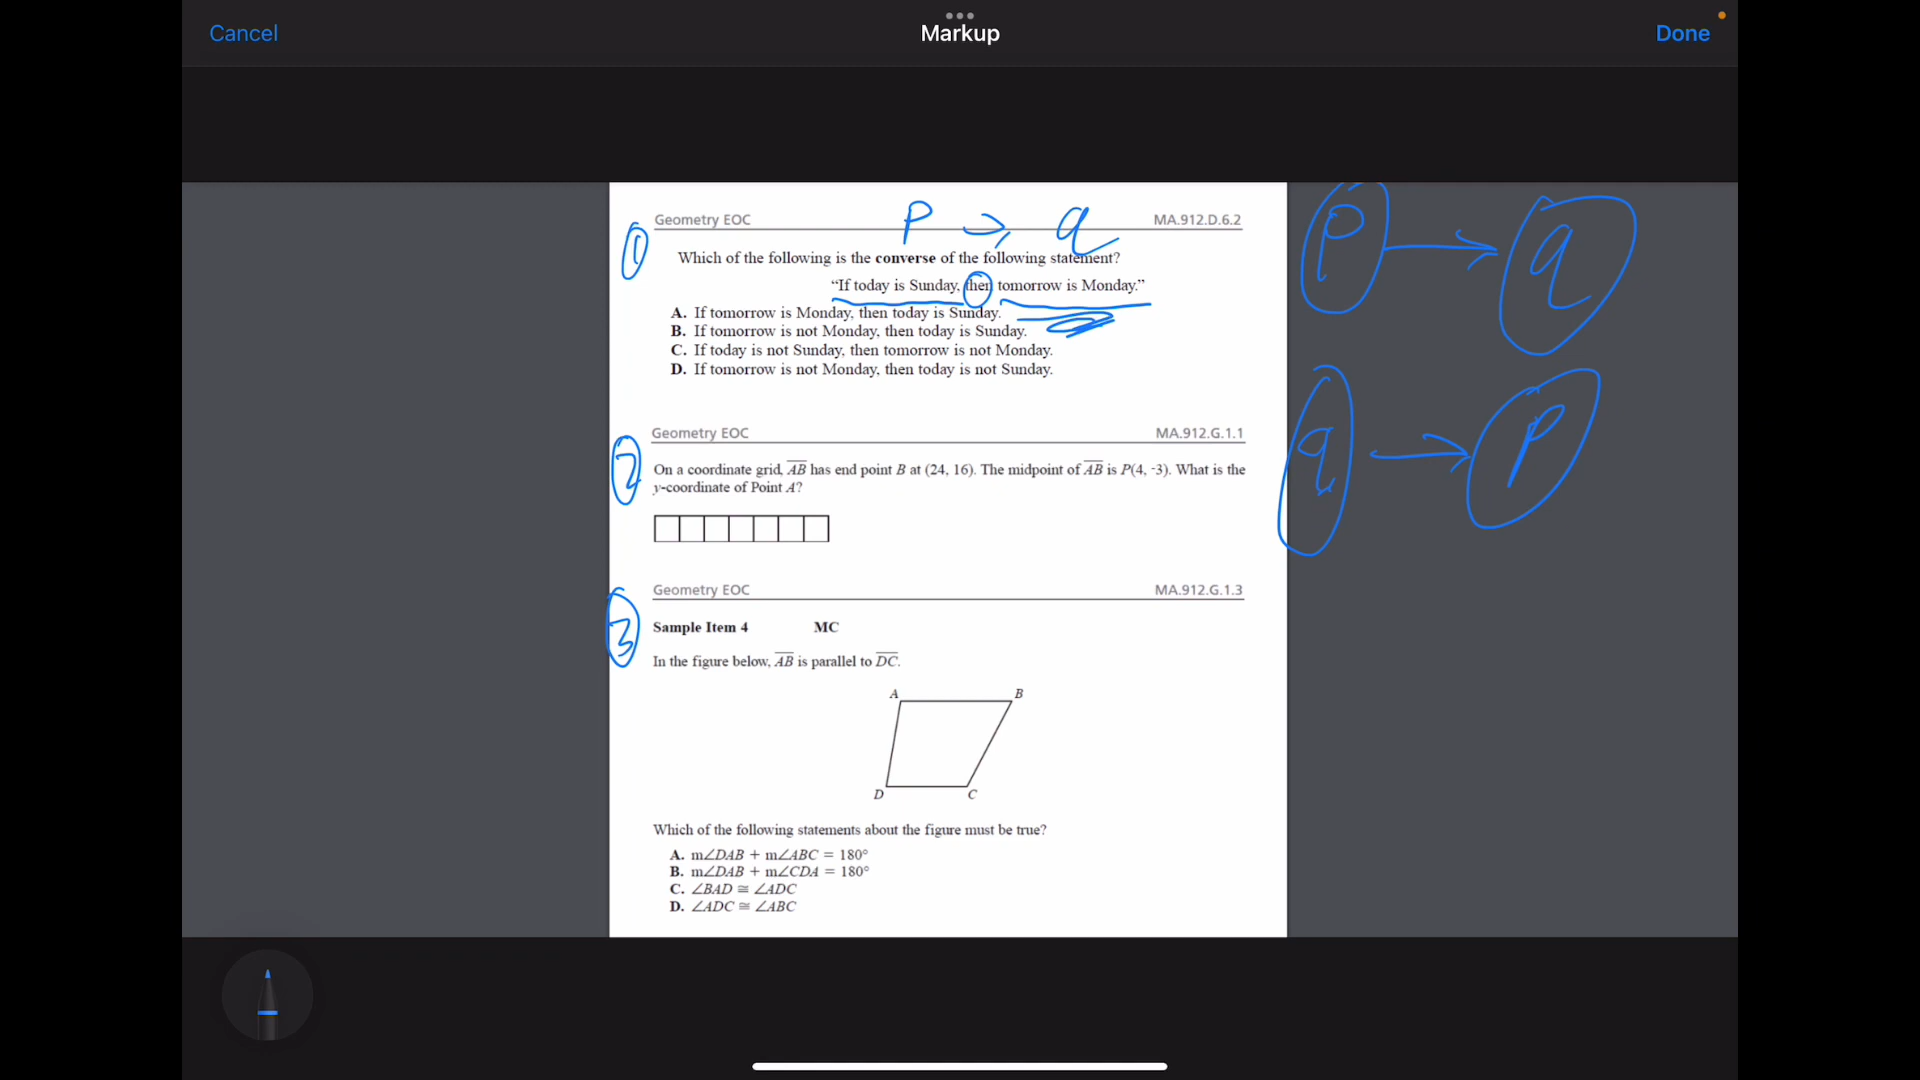 Cancel
Markup
Done
Geometry EOC
MA.912.D.6.2
p → q
①
Which of the following is the converse of the following statement?
“If today is Sunday, then tomorrow is Monday.”
A. If tomorrow is Monday, then today is Sunday.
B. If tomorrow is not Monday, then today is Sunday.
C. If today is not Sunday, then tomorrow is not Monday.
D. If tomorrow is not Monday, then today is not Sunday.
p → q
q → p
Geometry EOC
MA.912.G.1.1
②
On a coordinate grid, A̅B̅ has end point B at (24, 16). The midpoint of A̅B̅ is P(4, -3). What is the
y-coordinate of Point A?
Geometry EOC
MA.912.G.1.3
③
Sample Item 4 MC
In the figure below, A̅B̅ is parallel to D̅C̅.
A B
D C
Which of the following statements about the figure must be true?
A. m∠DAB + m∠ABC = 180°
B. m∠DAB + m∠CDA = 180°
C. ∠BAD ≅ ∠ADC
D. ∠ADC ≅ ∠ABC